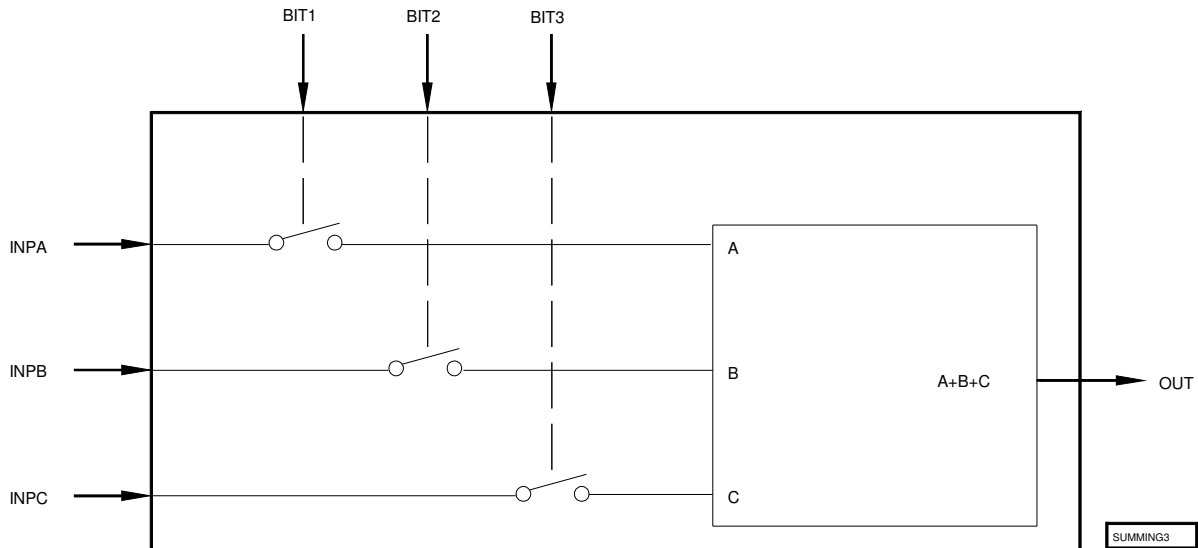 BIT1 BIT2 BIT3
INPA A
INPB B A+B+C OUT
INPC C
SUMMING3